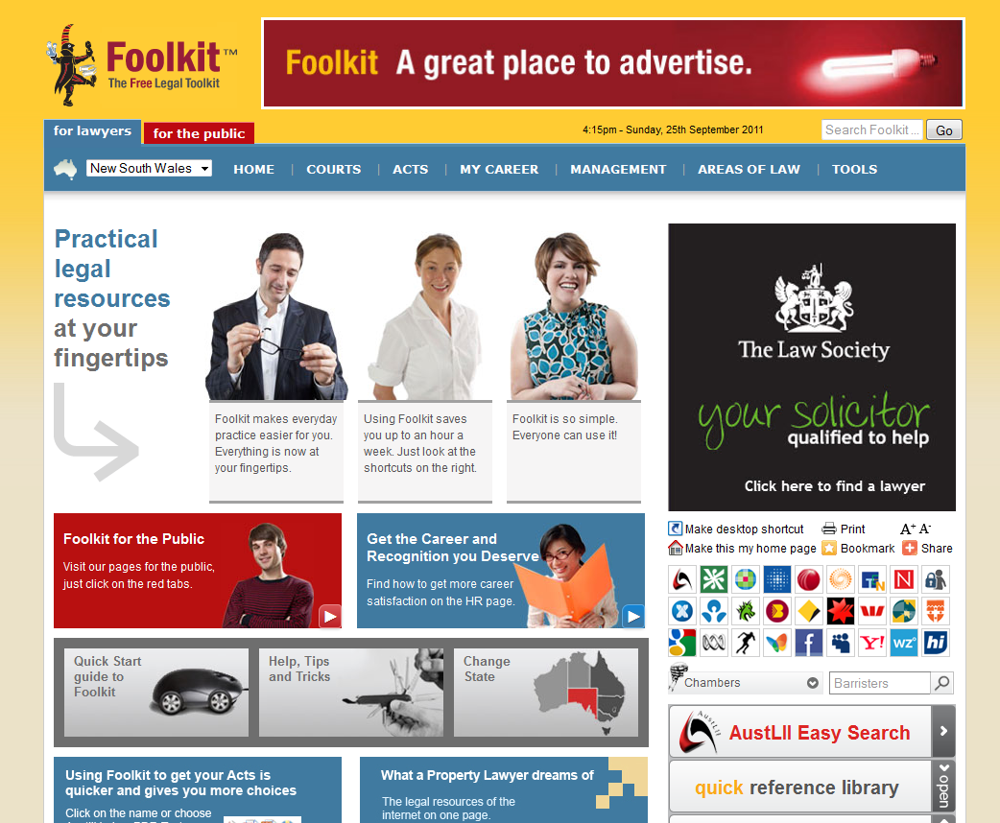 Foolkit™
The Free Legal Toolkit
Foolkit A great place to advertise.
for lawyers
for the public
4:15pm - Sunday, 25th September 2011
Search Foolkit ...
Go
New South Wales
HOME | COURTS | ACTS | MY CAREER | MANAGEMENT | AREAS OF LAW | TOOLS
Practical
legal
resources
at your
fingertips
Foolkit makes everyday
practice easier for you.
Everything is now at
your fingertips.
Using Foolkit saves
you up to an hour a
week. Just look at the
shortcuts on the right.
Foolkit is so simple.
Everyone can use it!
The Law Society
your solicitor
qualified to help
Click here to find a lawyer
Foolkit for the Public
Visit our pages for the public,
just click on the red tabs.
Get the Career and
Recognition you Deserve
Find how to get more career
satisfaction on the HR page.
Make desktop shortcut
Print
A+ A-
Make this my home page
Bookmark
Share
TN
N
f
Y!
wz°
hi
Quick Start
guide to
Foolkit
Help, Tips
and Tricks
Change
State
Chambers
Barristers
AustLII
AustLII Easy Search
quick reference library
open
Using Foolkit to get your Acts is
quicker and gives you more choices
Click on the name or choose
What a Property Lawyer dreams of
The legal resources of the
internet on one page.